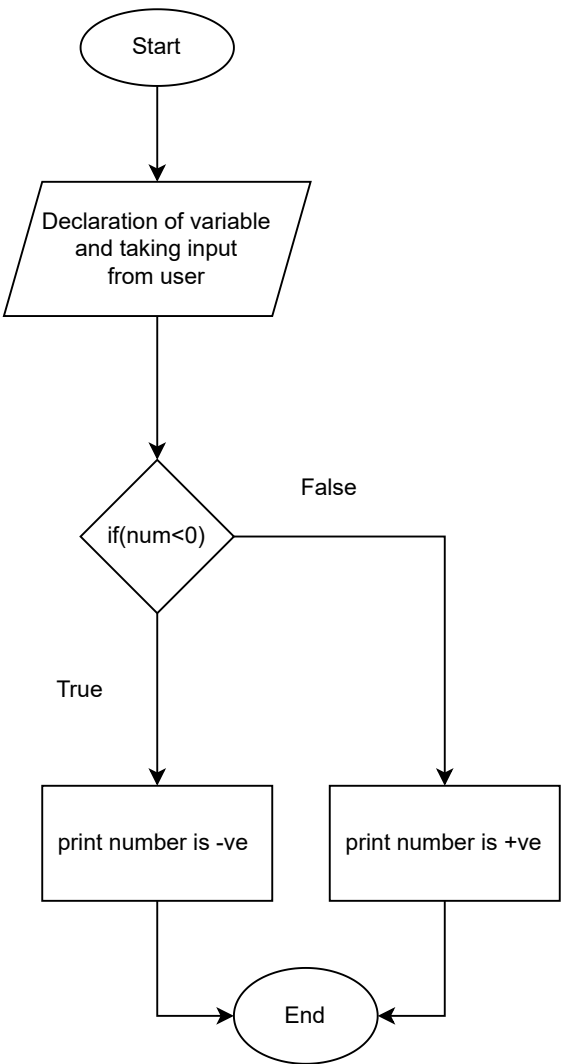 Start
Declaration of variable
and taking input
from user
False
if(num<0)
True
print number is -ve
print number is +ve
End